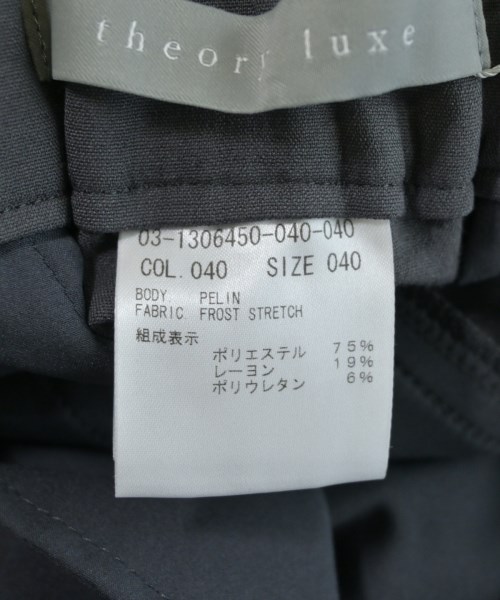 theory luxe
03-1306450-040-040
COL. 040 SIZE 040
BODY. PELIN
FABRIC FROST STRETCH
組成表示
ポリエステル 75%
レーヨン 19%
ポリウレタン 6%